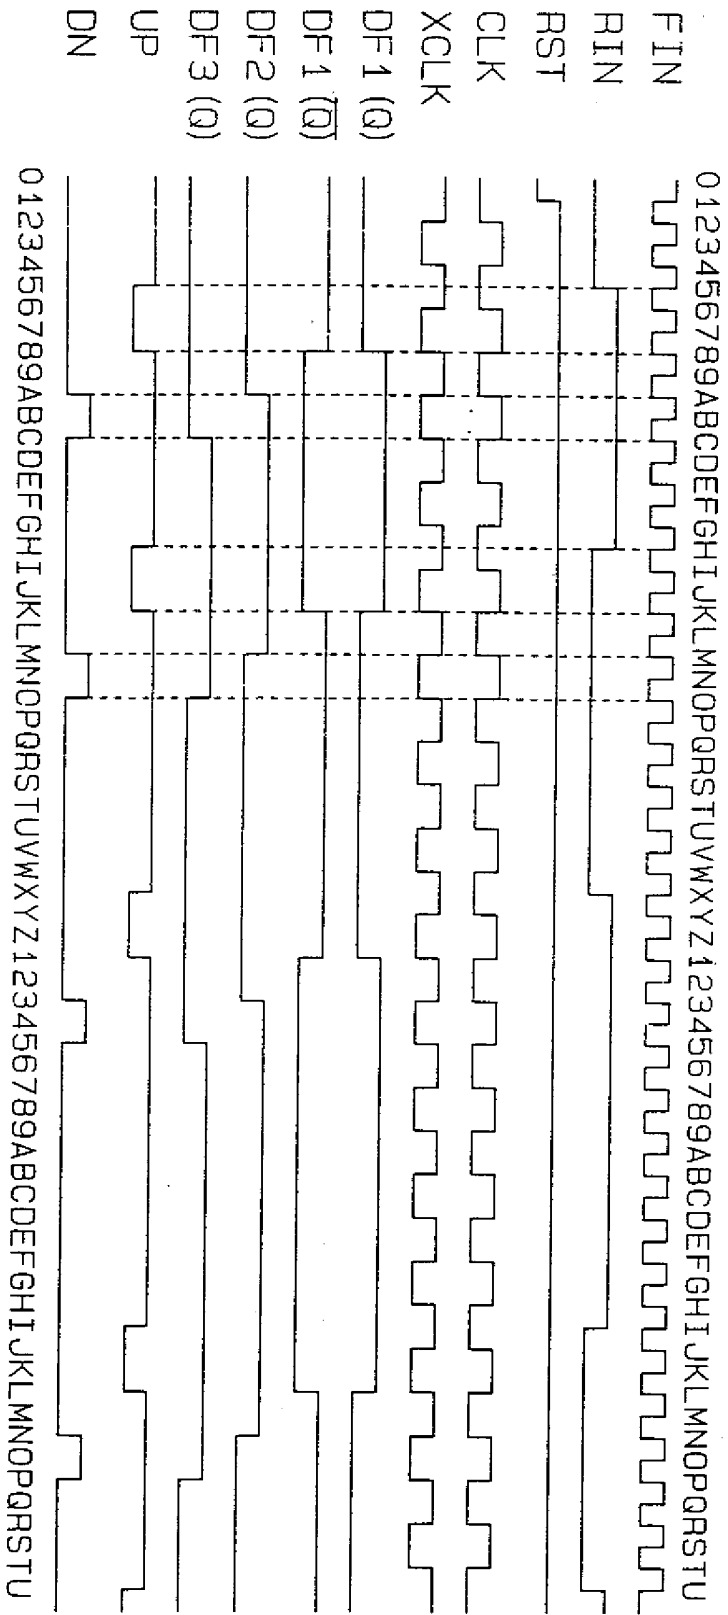 0123456789ABCDEFGHIJKLMNOPQRSTUVWXYZ123456789ABCDEFGHIJKLMNOPQRSTU
FIN
RIN
RST
CLK
XCLK
DF1 (Q)
DF1 (Q̅)
DF2 (Q)
DF3 (Q)
UP
DN
0123456789ABCDEFGHIJKLMNOPQRSTUVWXYZ123456789ABCDEFGHIJKLMNOPQRSTU